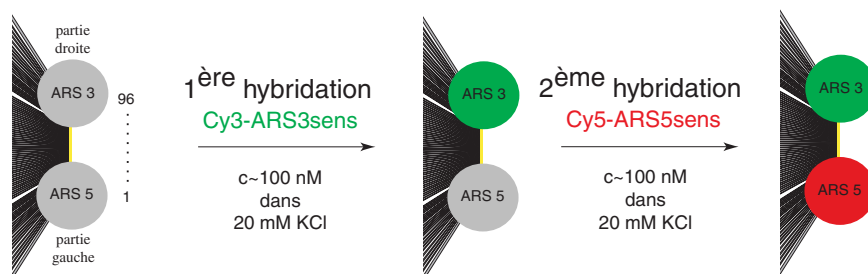 partie
droite
ARS 3
96
1
ARS 5
partie
gauche
1ère hybridation
Cy3-ARS3sens
c~100 nM
dans
20 mM KCl
ARS 3
ARS 5
2ème hybridation
Cy5-ARS5sens
c~100 nM
dans
20 mM KCl
ARS 3
ARS 5